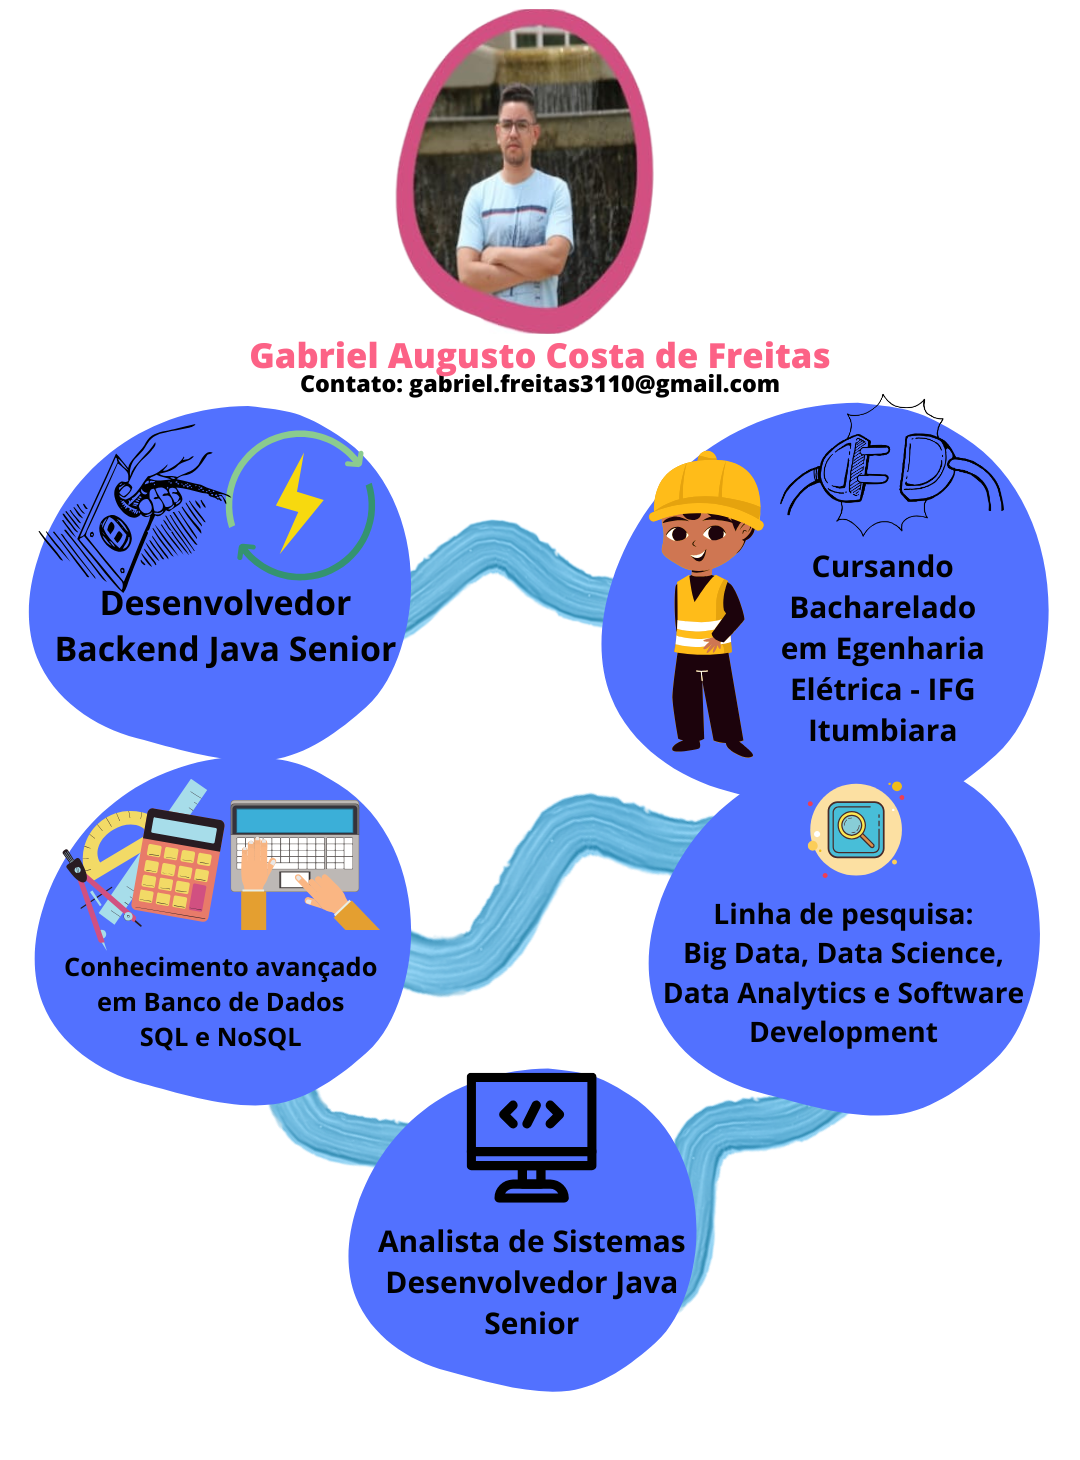 Gabriel Augusto Costa de Freitas
Contato: gabriel.freitas3110@gmail.com
Desenvolvedor
Backend Java Senior
Cursando
Bacharelado
em Egenharia
Elétrica - IFG
Itumbiara
Conhecimento avançado
em Banco de Dados
SQL e NoSQL
Linha de pesquisa:
Big Data, Data Science,
Data Analytics e Software
Development
Analista de Sistemas
Desenvolvedor Java
Senior